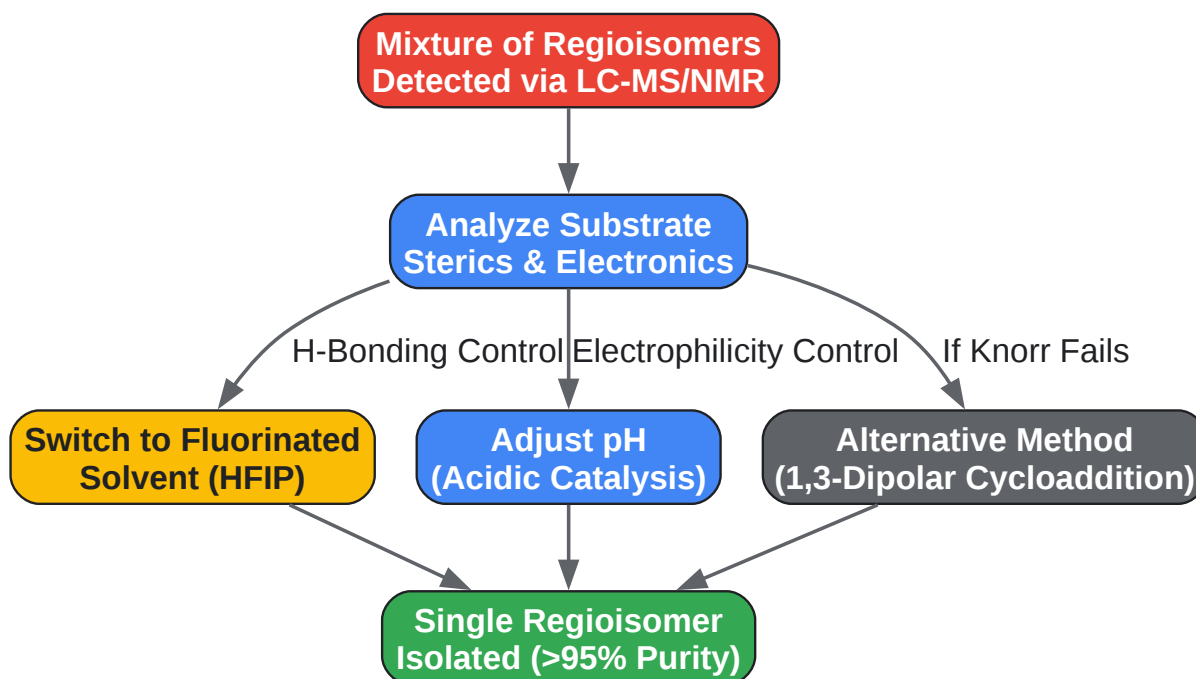 Mixture of Regioisomers
Detected via LC-MS/NMR
Analyze Substrate
Sterics & Electronics
H-Bonding Control
Electrophilicity Control
If Knorr Fails
Switch to Fluorinated
Solvent (HFIP)
Adjust pH
(Acidic Catalysis)
Alternative Method
(1,3-Dipolar Cycloaddition)
Single Regioisomer
Isolated (>95% Purity)